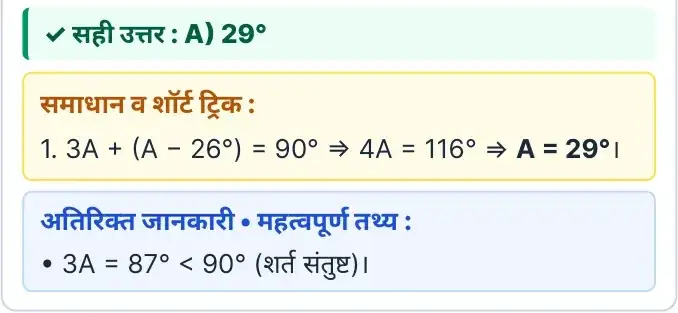 ✓ सही उत्तर : A) 29°
समाधान व शॉर्ट ट्रिक :
1. 3A + (A − 26°) = 90° ⇒ 4A = 116° ⇒ A = 29°।
अतिरिक्त जानकारी • महत्वपूर्ण तथ्य :
• 3A = 87° < 90° (शर्त संतुष्ट)।